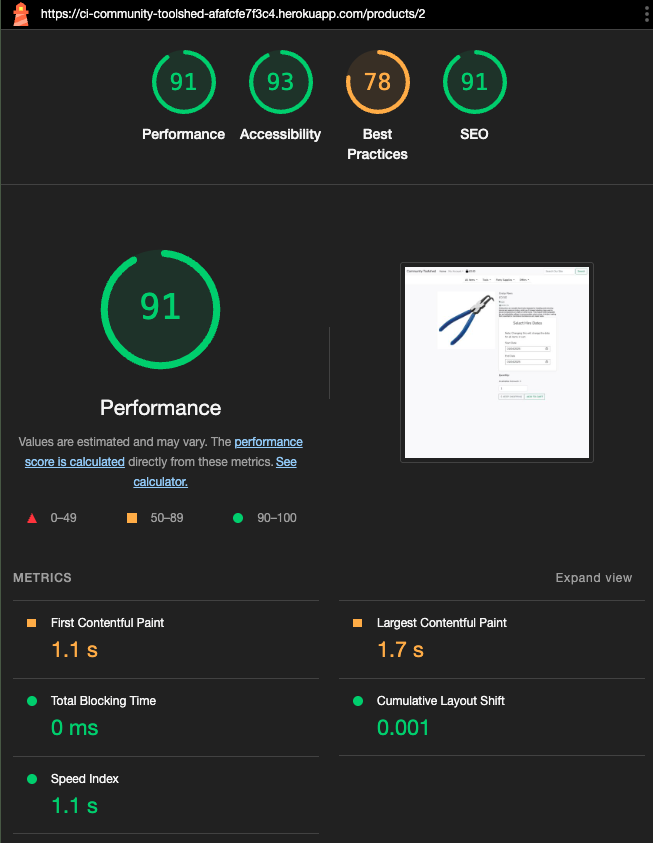 https://ci-community-toolshed-afafcfe7f3c4.herokuapp.com/products/2
91
93
78
91
Performance
Accessibility
Best
Practices
SEO
91
Performance
Values are estimated and may vary. The performance
score is calculated directly from these metrics. See
calculator.
0–49
50–89
90–100
METRICS
Expand view
First Contentful Paint
1.1 s
Largest Contentful Paint
1.7 s
Total Blocking Time
0 ms
Cumulative Layout Shift
0.001
Speed Index
1.1 s